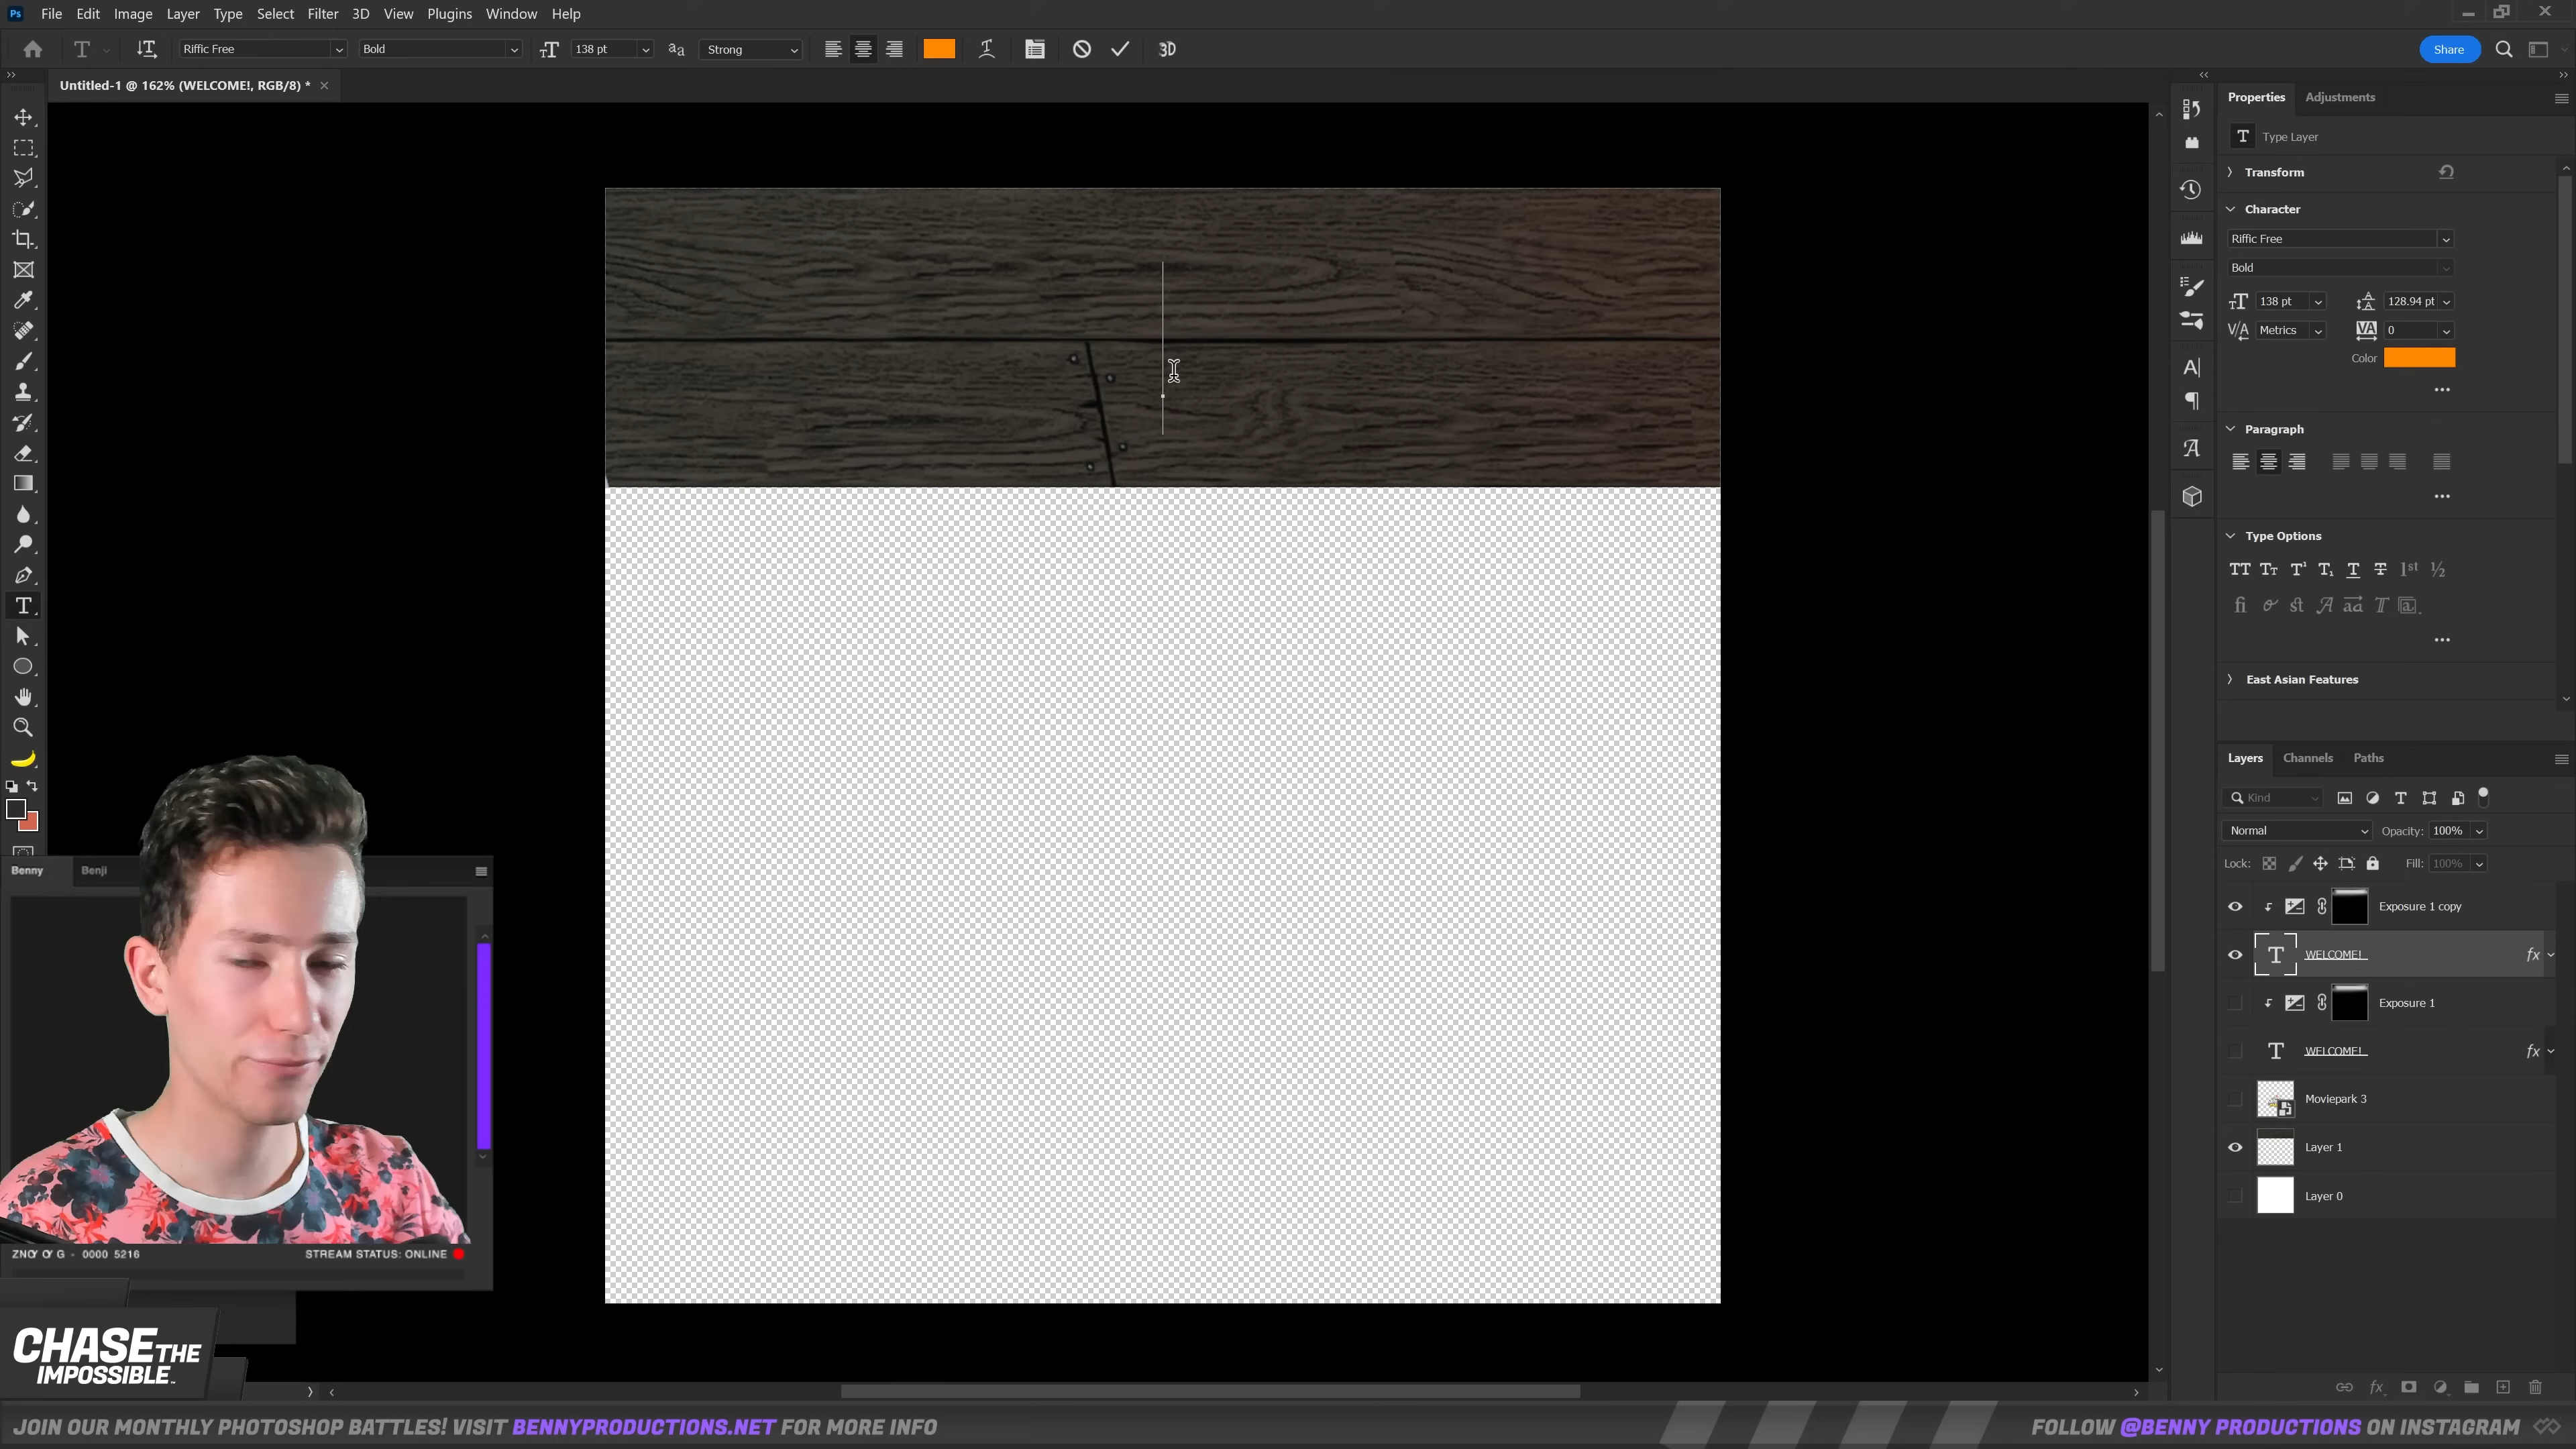 Ps File Edit Image Layer Type Select Filter 3D View Plugins Window Help
Riffic Free Bold 138 pt Strong 3D Share
Untitled-1 @ 162% (WELCOME!, RGB/8) *
Properties Adjustments
Type Layer
Transform
Character
Riffic Free
Bold
138 pt 128.94 pt
Metrics 0
Color
Paragraph
Type Options
East Asian Features
Layers Channels Paths
Kind
Normal Opacity: 100%
Lock: Fill: 100%
Exposure 1 copy
WELCOME! fx
Exposure 1
WELCOME! fx
Moviepark 3
Layer 1
Layer 0
Benny Benji
0000 5216 STREAM STATUS: ONLINE
CHASE THE
IMPOSSIBLE
JOIN OUR MONTHLY PHOTOSHOP BATTLES! VISIT BENNYPRODUCTIONS.NET FOR MORE INFO
FOLLOW @BENNY PRODUCTIONS ON INSTAGRAM